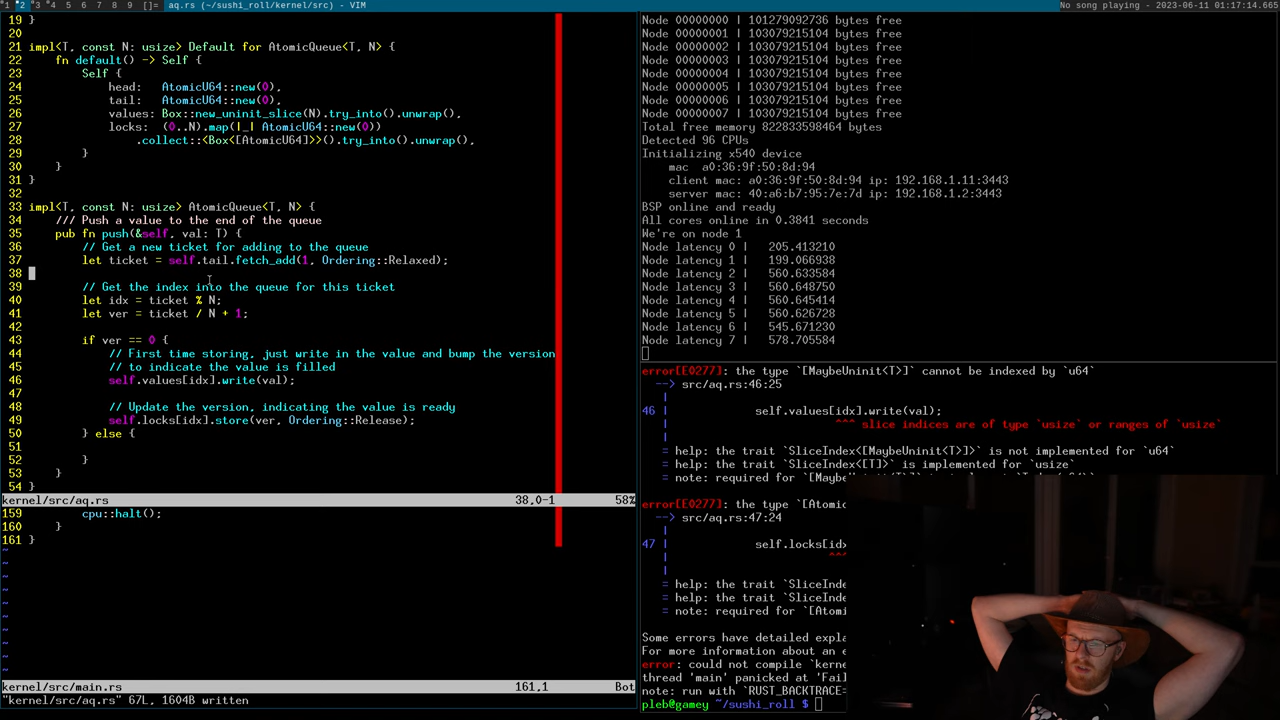 1 2 3 4 5 6 7 8 9 []= aq.rs (~/sushi_roll/kernel/src) - VIM
No song playing - 2023-06-11 01:17:14.665
19 }
20
21 impl<T, const N: usize> Default for AtomicQueue<T, N> {
22 fn default() -> Self {
23 Self {
24 head: AtomicU64::new(0),
25 tail: AtomicU64::new(0),
26 values: Box::new_uninit_slice(N).try_into().unwrap(),
27 locks: (0..N).map(|_| AtomicU64::new(0))
28 .collect::<Box<[AtomicU64]>>().try_into().unwrap(),
29 }
30 }
31 }
32
33 impl<T, const N: usize> AtomicQueue<T, N> {
34 /// Push a value to the end of the queue
35 pub fn push(&self, val: T) {
36 // Get a new ticket for adding to the queue
37 let ticket = self.tail.fetch_add(1, Ordering::Relaxed);
38
39 // Get the index into the queue for this ticket
40 let idx = ticket % N;
41 let ver = ticket / N + 1;
42
43 if ver == 0 {
44 // First time storing, just write in the value and bump the version
45 // to indicate the value is filled
46 self.values[idx].write(val);
47
48 // Update the version, indicating the value is ready
49 self.locks[idx].store(ver, Ordering::Release);
50 } else {
51
52 }
53 }
54 }
kernel/src/aq.rs 38,0-1 58%
159 cpu::halt();
160 }
161 }
~
~
~
~
~
~
~
~
~
~
kernel/src/main.rs 161,1 Bot
"kernel/src/aq.rs" 67L, 1604B written
Node 00000000 | 101279092736 bytes free
Node 00000001 | 103079215104 bytes free
Node 00000002 | 103079215104 bytes free
Node 00000003 | 103079215104 bytes free
Node 00000004 | 103079215104 bytes free
Node 00000005 | 103079215104 bytes free
Node 00000006 | 103079215104 bytes free
Node 00000007 | 103079215104 bytes free
Total free memory 822833598464 bytes
Detected 96 CPUs
Initializing x540 device
mac a0:36:9f:50:8d:94
client mac: a0:36:9f:50:8d:94 ip: 192.168.1.11:3443
server mac: 40:a6:b7:95:7e:7d ip: 192.168.1.2:3443
BSP online and ready
All cores online in 0.3841 seconds
We're on node 1
Node latency 0 | 205.413210
Node latency 1 | 199.066938
Node latency 2 | 560.633584
Node latency 3 | 560.648750
Node latency 4 | 560.645414
Node latency 5 | 560.626728
Node latency 6 | 545.671230
Node latency 7 | 578.705584
error[E0277]: the type `[MaybeUninit<T>]` cannot be indexed by `u64`
--> src/aq.rs:46:25
|
46 | self.values[idx].write(val);
| ^^^ slice indices are of type `usize` or ranges of `usize`
|
= help: the trait `SliceIndex<[MaybeUninit<T>]>` is not implemented for `u64`
= help: the trait `SliceIndex<[T]>` is implemented for `usize`
= note: required for
error[E0277]: the type `[Atomic
--> src/aq.rs:47:24
|
47 | self.locks[idx
| ^^
|
= help: the trait `SliceInde
= help: the trait `SliceInde
= note: required for `[Atomi
Some errors have detailed expla
For more information about an e
error: could not compile `kerne
thread 'main' panicked at 'Fail
note: run with `RUST_BACKTRACE=
pleb@gamey ~/sushi_roll $